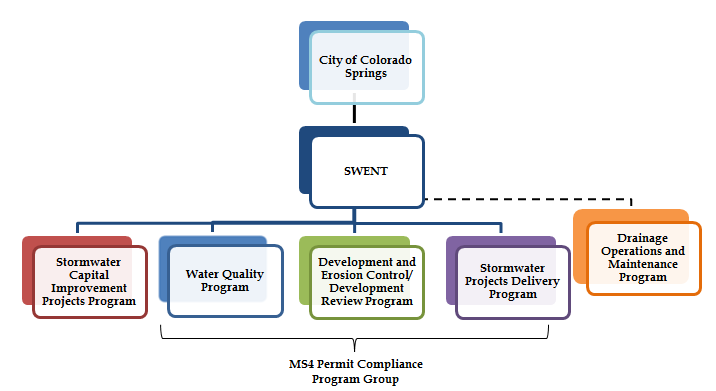 City of Colorado
Springs
SWENT
Stormwater
Capital
Improvement
Projects Program
Water Quality
Program
Development and
Erosion Control/
Development
Review Program
Stormwater
Projects Delivery
Program
Drainage
Operations and
Maintenance
Program
MS4 Permit Compliance
Program Group